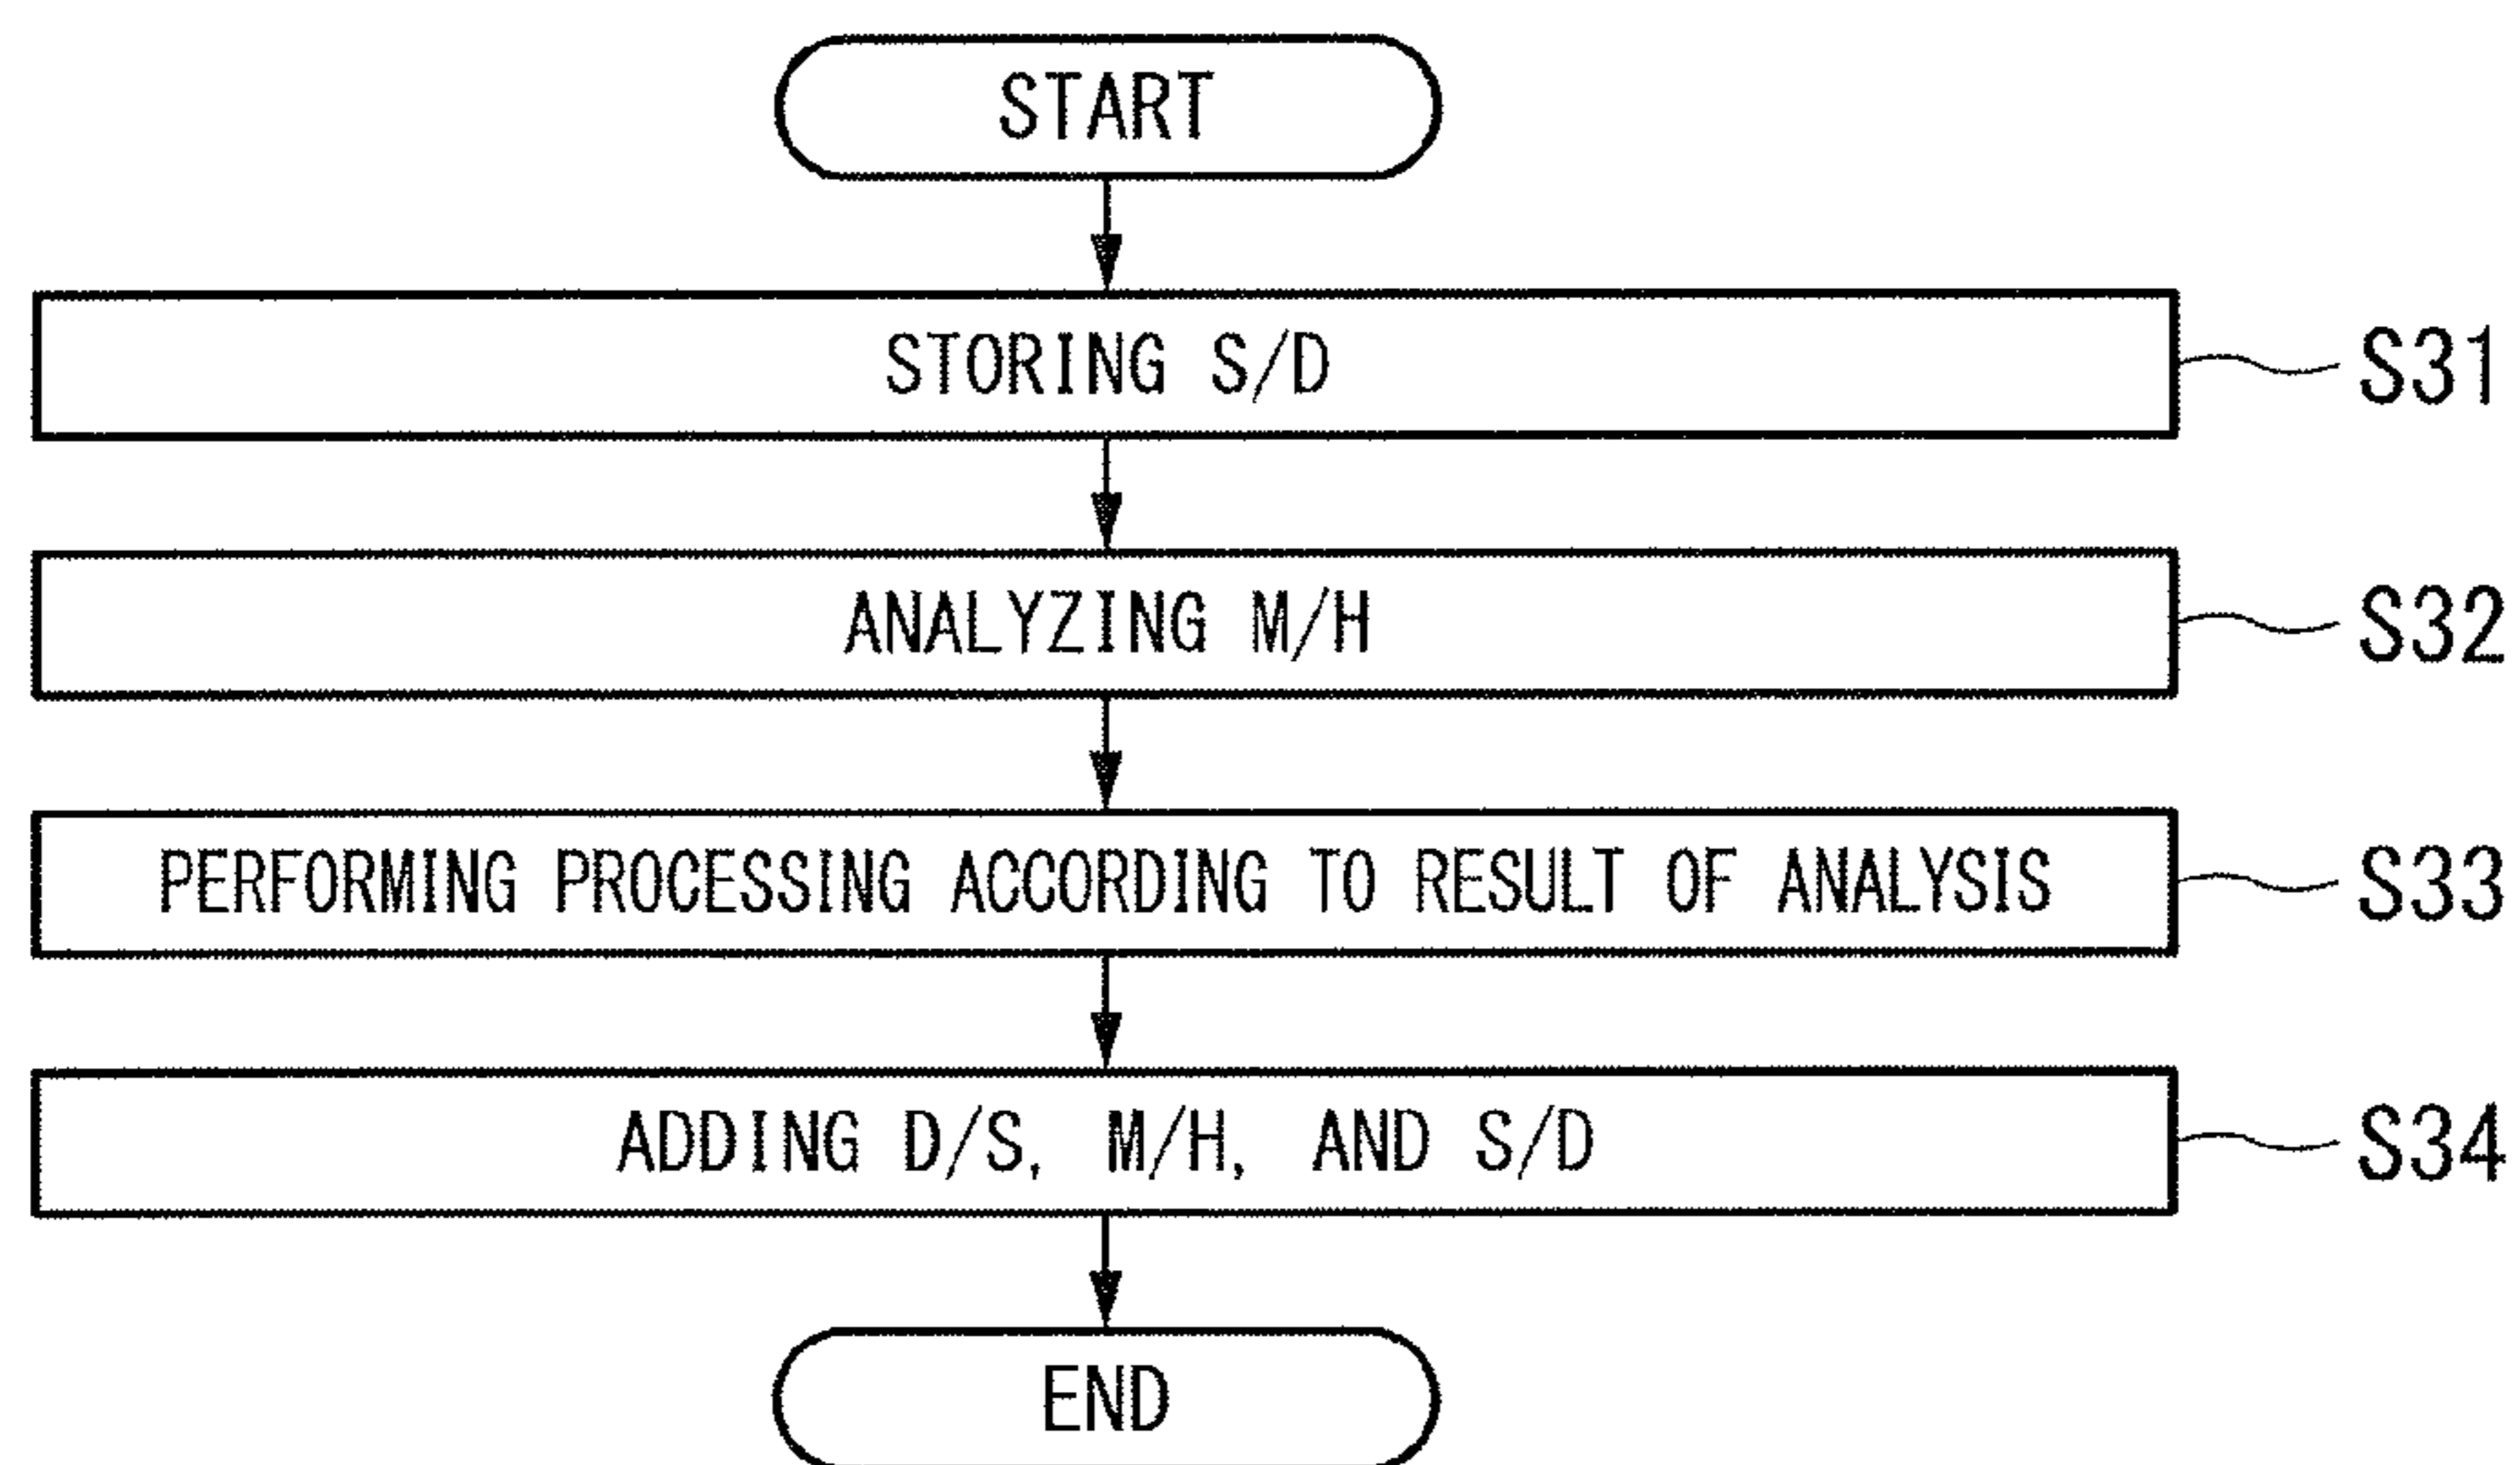 START
STORING S/D S31
ANALYZING M/H S32
PERFORMING PROCESSING ACCORDING TO RESULT OF ANALYSIS S33
ADDING D/S, M/H, AND S/D S34
END